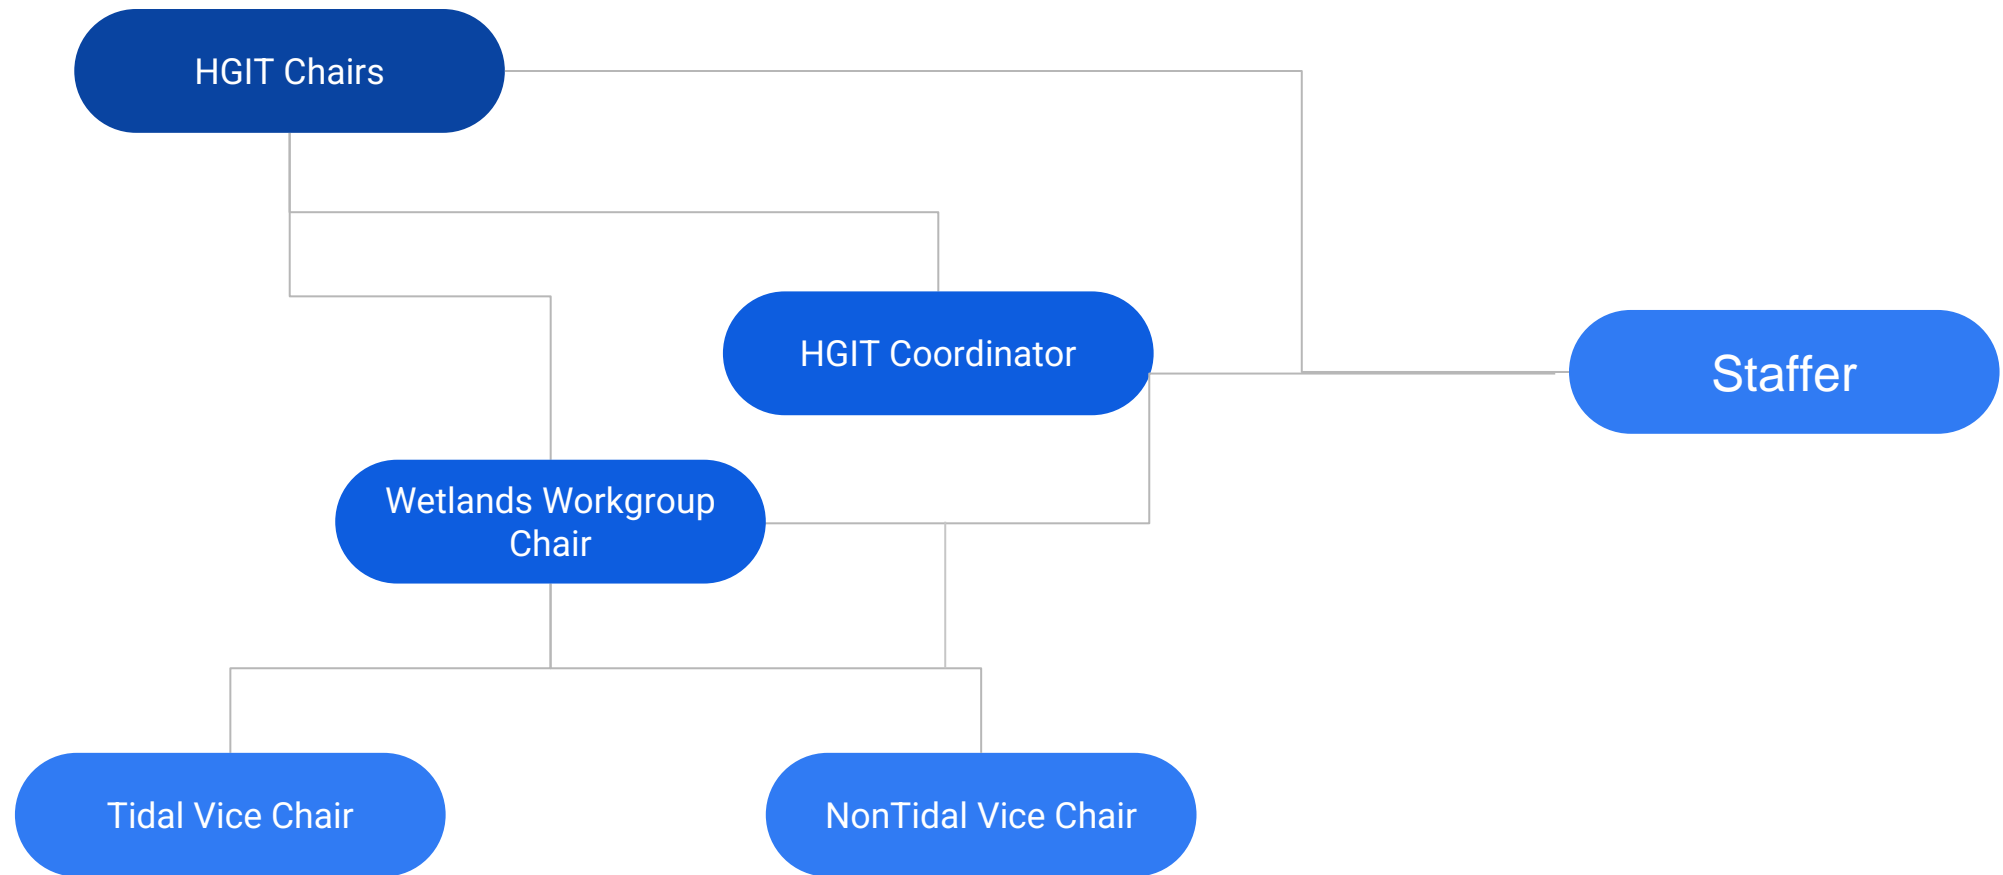 HGIT Chairs
HGIT Coordinator
Staffer
Wetlands Workgroup
Chair
Tidal Vice Chair
NonTidal Vice Chair